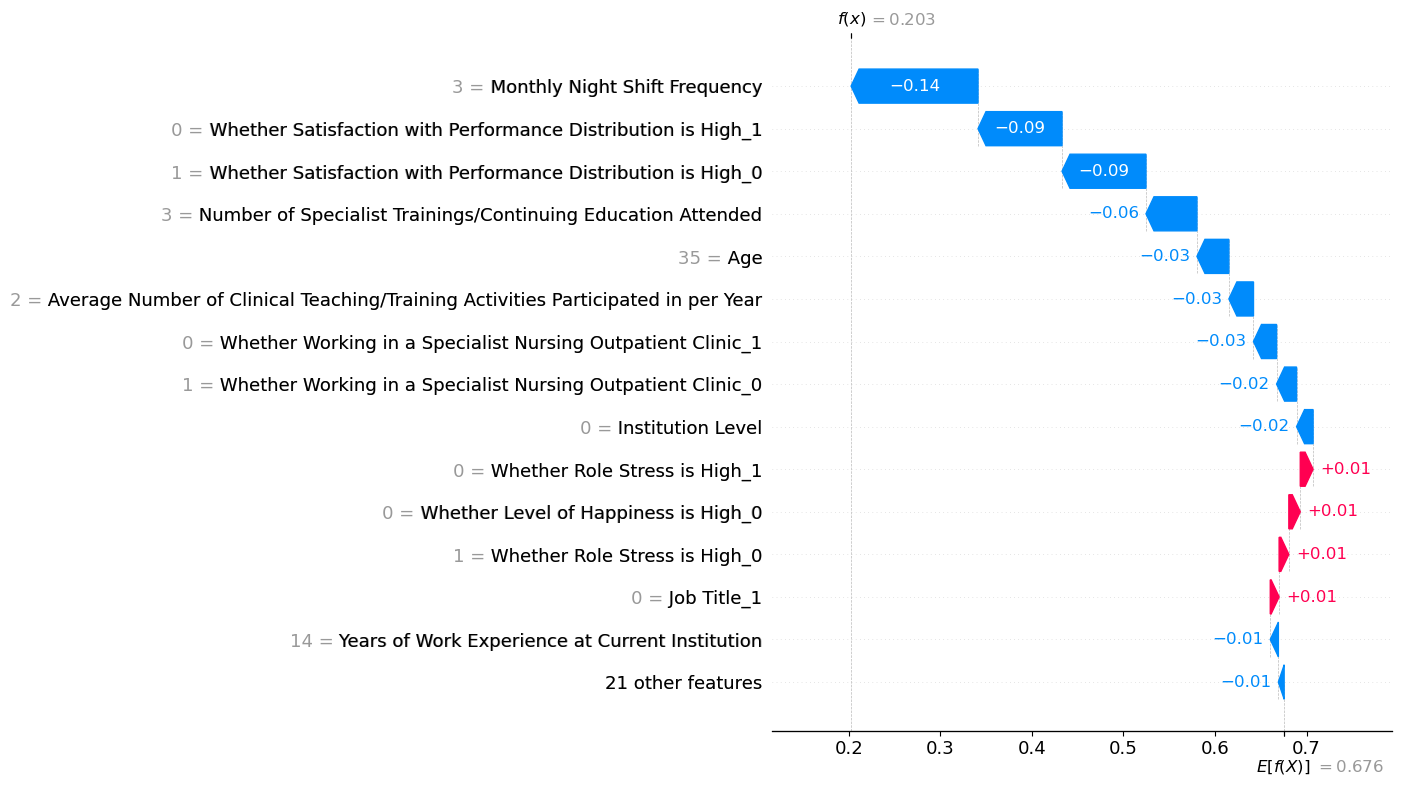 f(x) = 0.203
3 = Monthly Night Shift Frequency −0.14
0 = Whether Satisfaction with Performance Distribution is High_1 −0.09
1 = Whether Satisfaction with Performance Distribution is High_0 −0.09
3 = Number of Specialist Trainings/Continuing Education Attended −0.06
35 = Age −0.03
2 = Average Number of Clinical Teaching/Training Activities Participated in per Year −0.03
0 = Whether Working in a Specialist Nursing Outpatient Clinic_1 −0.03
1 = Whether Working in a Specialist Nursing Outpatient Clinic_0 −0.02
0 = Institution Level −0.02
0 = Whether Role Stress is High_1 +0.01
0 = Whether Level of Happiness is High_0 +0.01
1 = Whether Role Stress is High_0 +0.01
0 = Job Title_1 +0.01
14 = Years of Work Experience at Current Institution −0.01
21 other features −0.01
0.2 0.3 0.4 0.5 0.6 0.7
E[f(X)] = 0.676